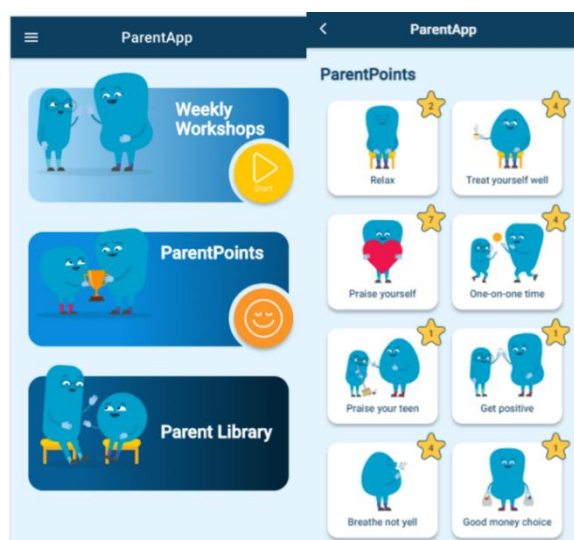 ParentApp
Weekly
Workshops
Start
ParentPoints
Parent Library
ParentApp
ParentPoints
2
Relax
4
Treat yourself well
7
Praise yourself
4
One-on-one time
1
Praise your teen
1
Get positive
4
Breathe not yell
1
Good money choice